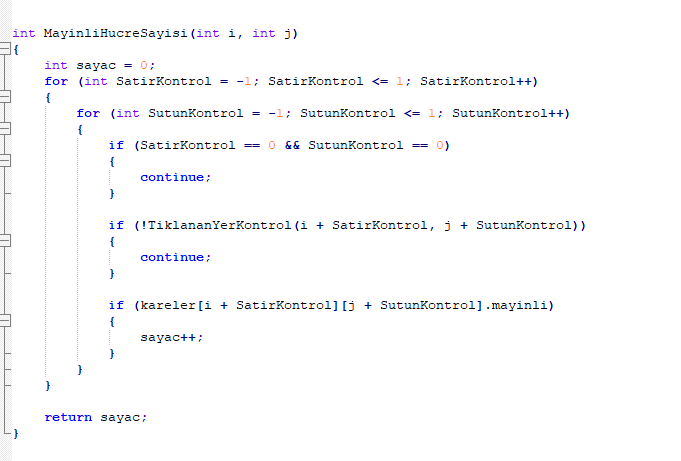 int MayinliHucreSayisi(int i, int j)
{
    int sayac = 0;
    for (int SatirKontrol = -1; SatirKontrol <= 1; SatirKontrol++)
    {
        for (int SutunKontrol = -1; SutunKontrol <= 1; SutunKontrol++)
        {
            if (SatirKontrol == 0 && SutunKontrol == 0)
            {
                continue;
            }

            if (!TiklananYerKontrol(i + SatirKontrol, j + SutunKontrol))
            {
                continue;
            }

            if (kareler[i + SatirKontrol][j + SutunKontrol].mayinli)
            {
                sayac++;
            }
        }
    }

    return sayac;
}